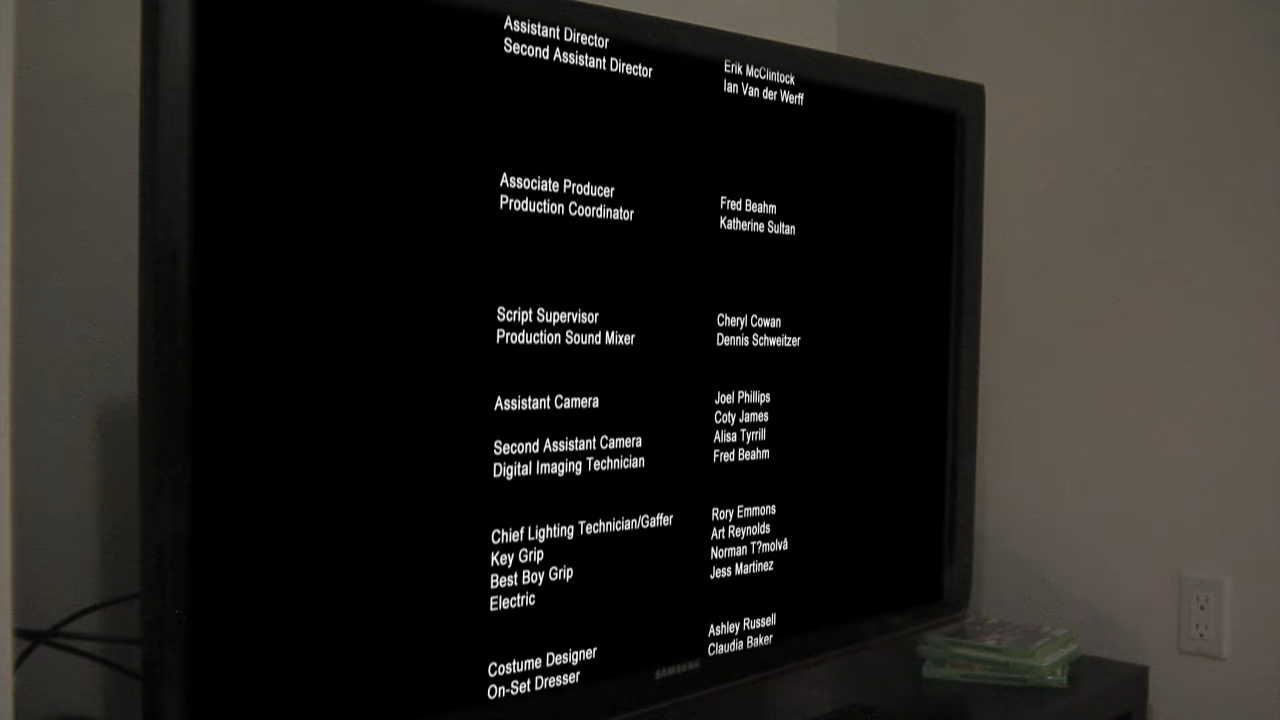 Assistant Director
Second Assistant Director
Erik McClintock
Ian Van der Werff
Associate Producer
Production Coordinator
Fred Beahm
Katherine Sultan
Script Supervisor
Production Sound Mixer
Cheryl Cowan
Dennis Schweitzer
Assistant Camera
Second Assistant Camera
Digital Imaging Technician
Joel Phillips
Coty James
Alisa Tyrrill
Fred Beahm
Chief Lighting Technician/Gaffer
Key Grip
Best Boy Grip
Electric
Rory Emmons
Art Reynolds
Norman T?molvâ
Jess Martinez
Costume Designer
On-Set Dresser
Ashley Russell
Claudia Baker
SAMSUNG